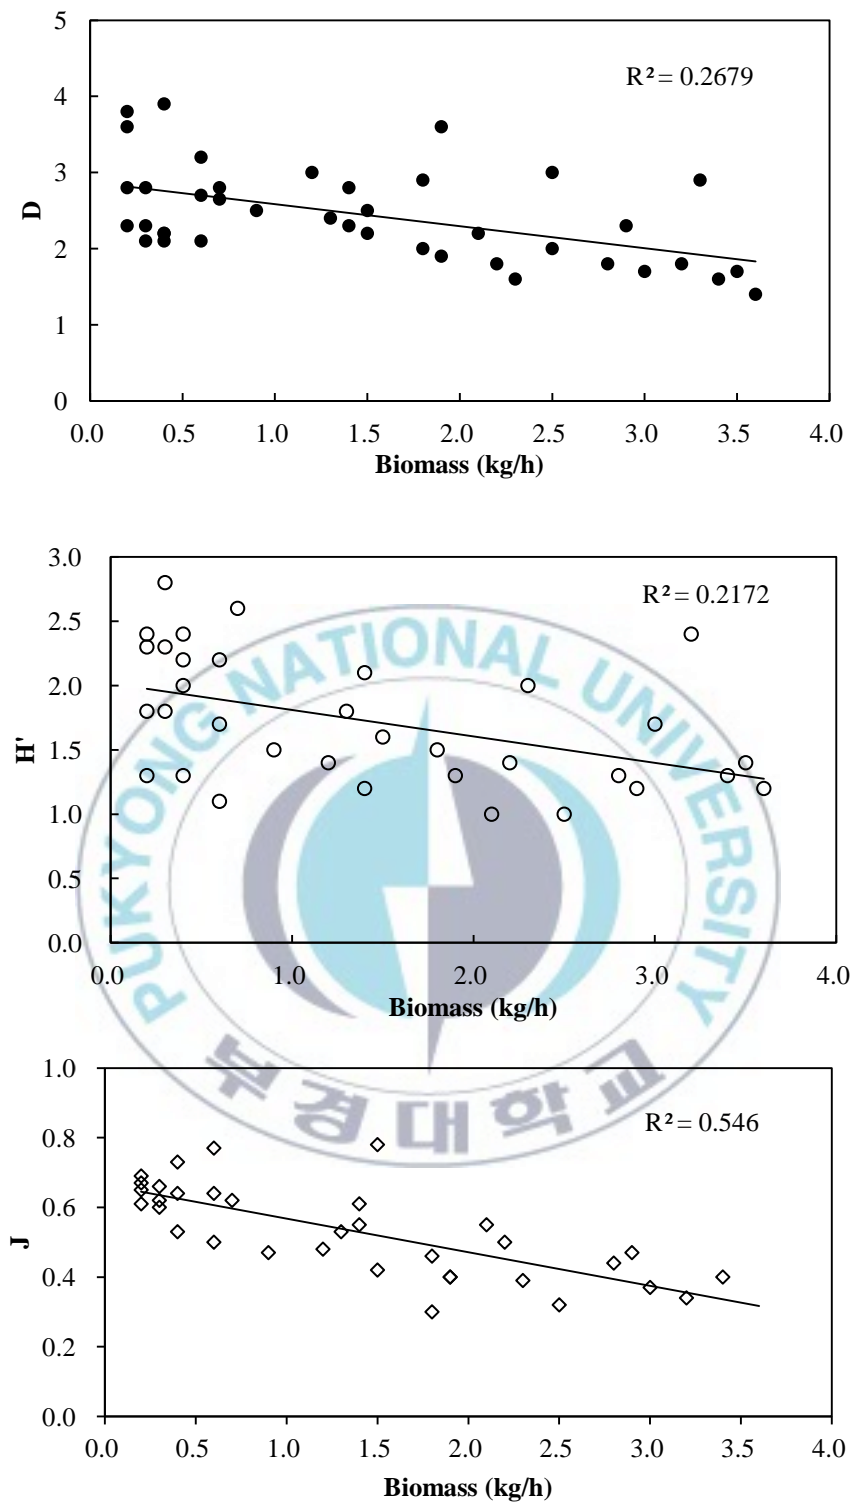 5
R² = 0.2679
4
3
D
2
1
0
0.0 0.5 1.0 1.5 2.0 2.5 3.0 3.5 4.0
Biomass (kg/h)
3.0
R² = 0.2172
2.5
2.0
H'
1.5
1.0
0.5
0.0
0.0 1.0 2.0 3.0 4.0
Biomass (kg/h)
PUKYONG NATIONAL UNIVERSITY
부경대학교
1.0
R² = 0.546
0.8
0.6
J
0.4
0.2
0.0
0.0 0.5 1.0 1.5 2.0 2.5 3.0 3.5 4.0
Biomass (kg/h)